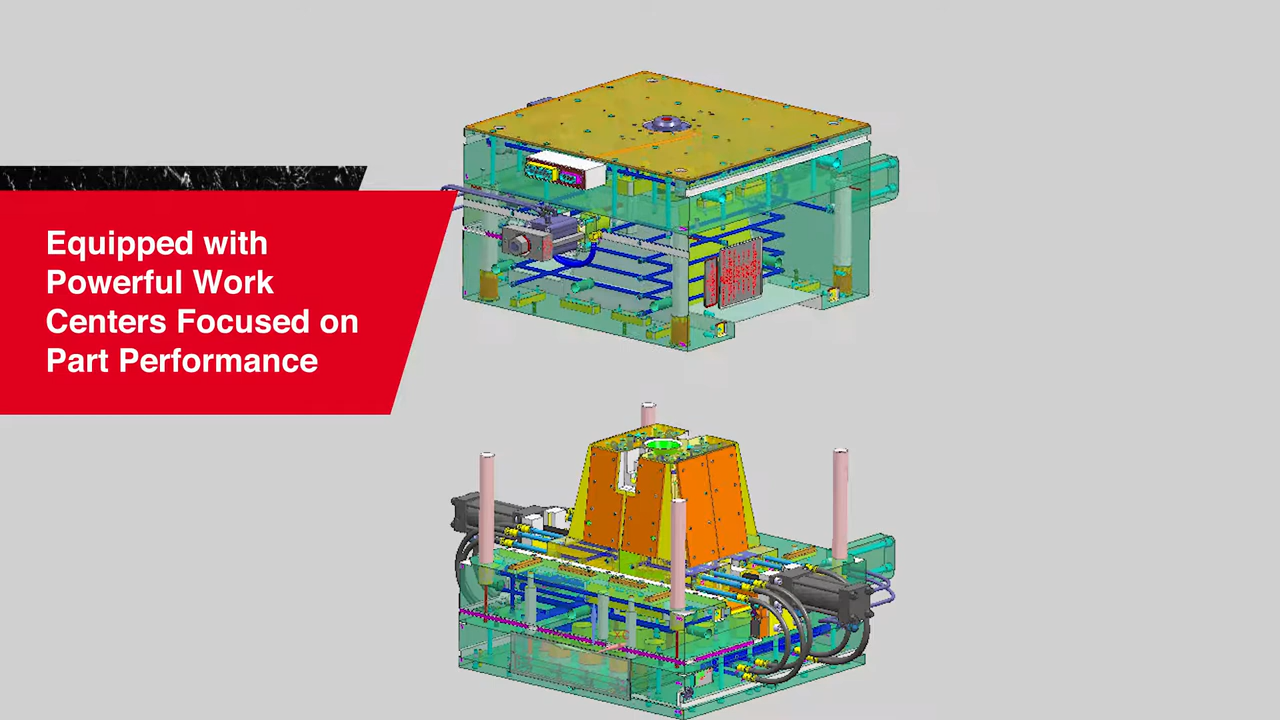 Equipped with
Powerful Work
Centers Focused on
Part Performance